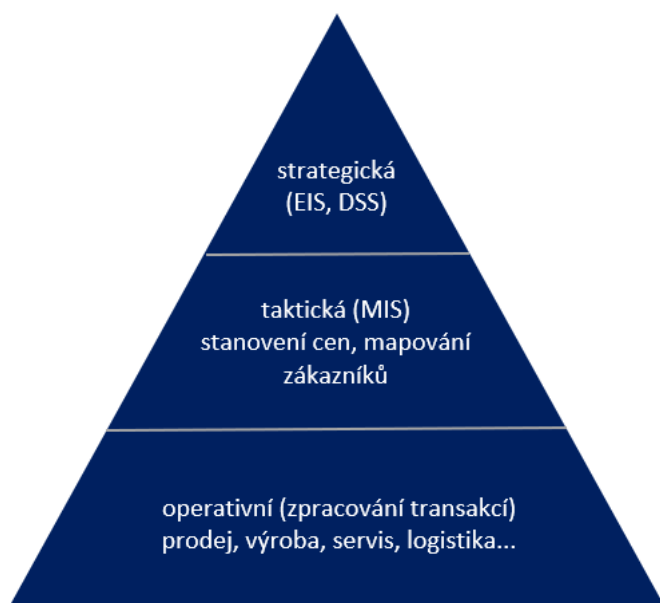 strategická
(EIS, DSS)
taktická (MIS)
stanovení cen, mapování
zákazníků
operativní (zpracování transakcí)
prodej, výroba, servis, logistika...